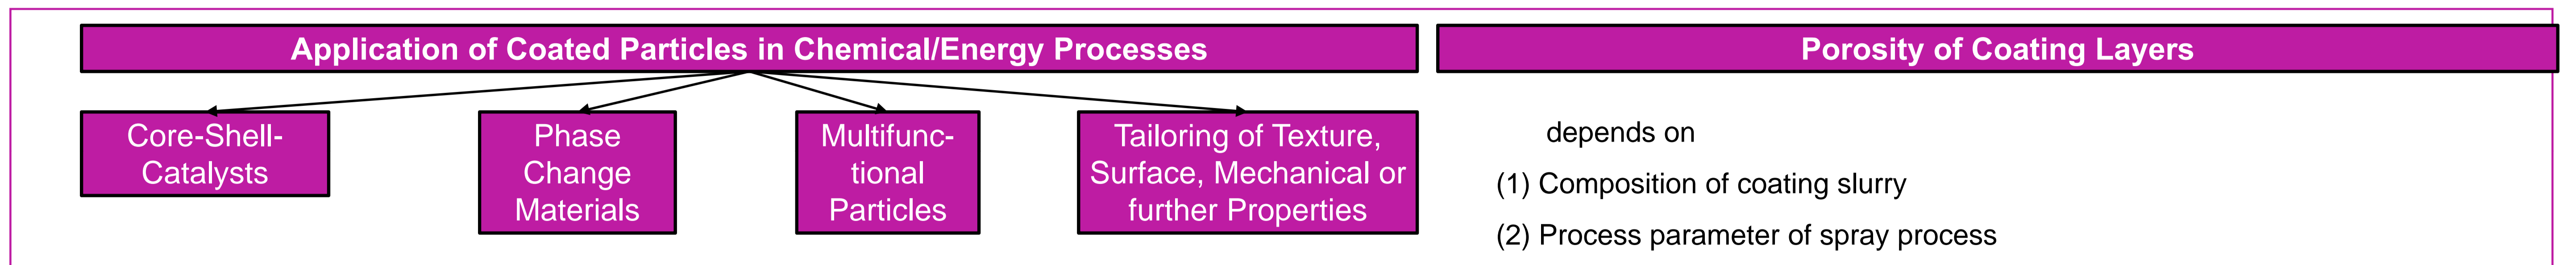 Application of Coated Particles in Chemical/Energy Processes
Core-Shell-
Catalysts
Phase
Change
Materials
Multifunc-
tional
Particles
Tailoring of Texture,
Surface, Mechanical or
further Properties
Porosity of Coating Layers
depends on
(1) Composition of coating slurry
(2) Process parameter of spray process